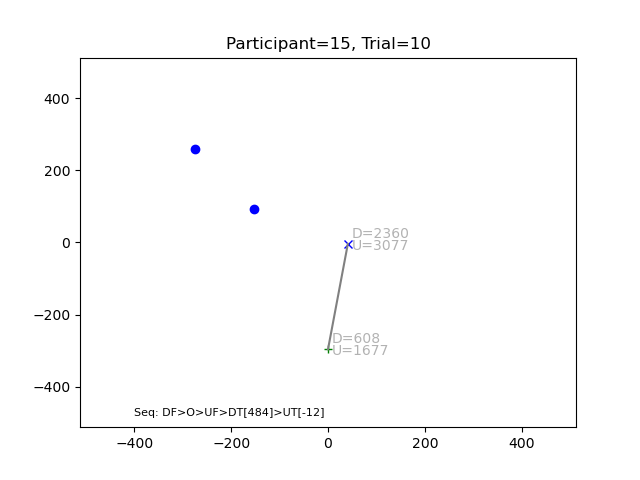 Participant=15, Trial=10
400
200
0
−200
−400
D=2360
U=3077
D=608
U=1677
Seq: DF>O>UF>DT[484]>UT[-12]
−400
−200
0
200
400